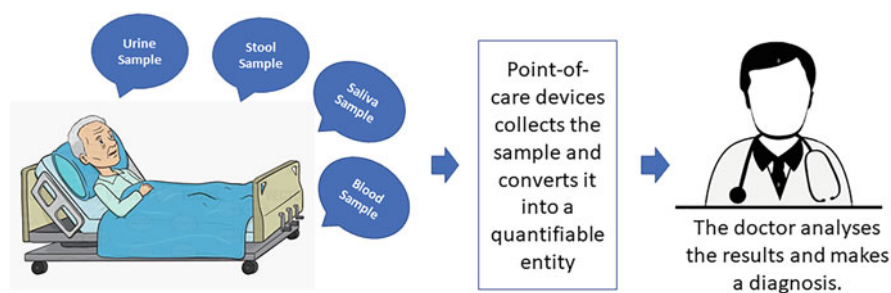 Urine
Sample
Stool
Sample
Saliva
Sample
Blood
Sample
Point-of-
care devices
collects the
sample and
converts it
into a
quantifiable
entity
The doctor analyses
the results and makes
a diagnosis.